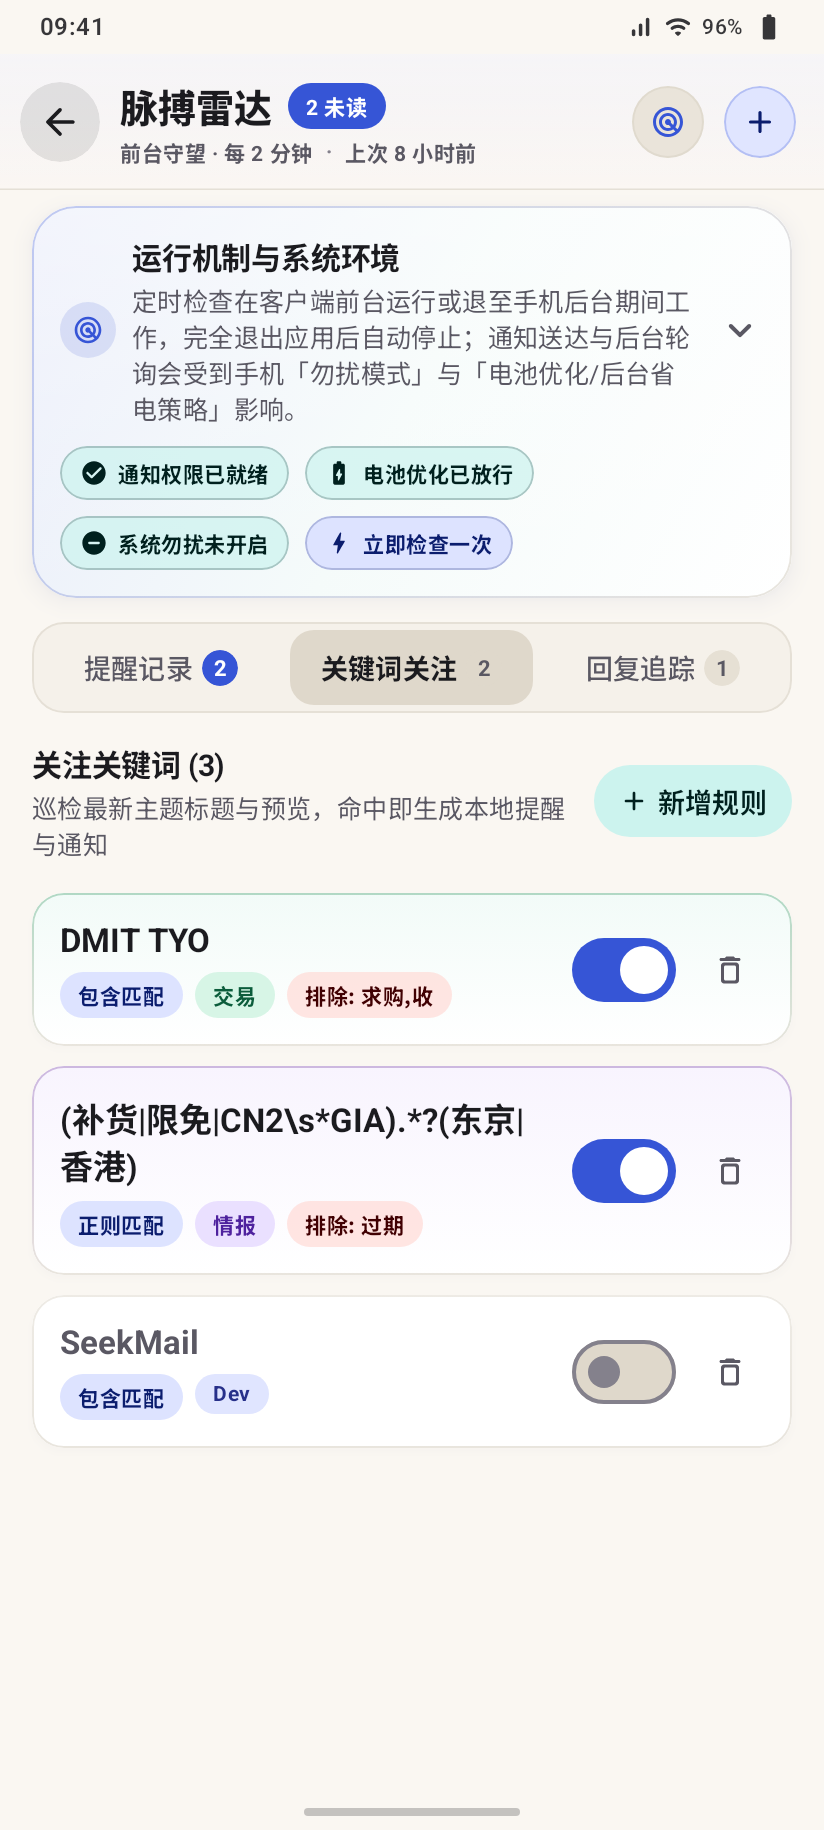 09:41
96%
脉搏雷达
2 未读
前台守望 · 每 2 分钟 · 上次 8 小时前
运行机制与系统环境
定时检查在客户端前台运行或退至手机后台期间工
作，完全退出应用后自动停止；通知送达与后台轮
询会受到手机「勿扰模式」与「电池优化/后台省
电策略」影响。
通知权限已就绪
电池优化已放行
系统勿扰未开启
立即检查一次
提醒记录 2
关键词关注 2
回复追踪 1
关注关键词 (3)
巡检最新主题标题与预览，命中即生成本地提醒
与通知
+ 新增规则
DMIT TYO
包含匹配
交易
排除: 求购,收
(补货|限免|CN2\s*GIA).*?(东京|
香港)
正则匹配
情报
排除: 过期
SeekMail
包含匹配
Dev